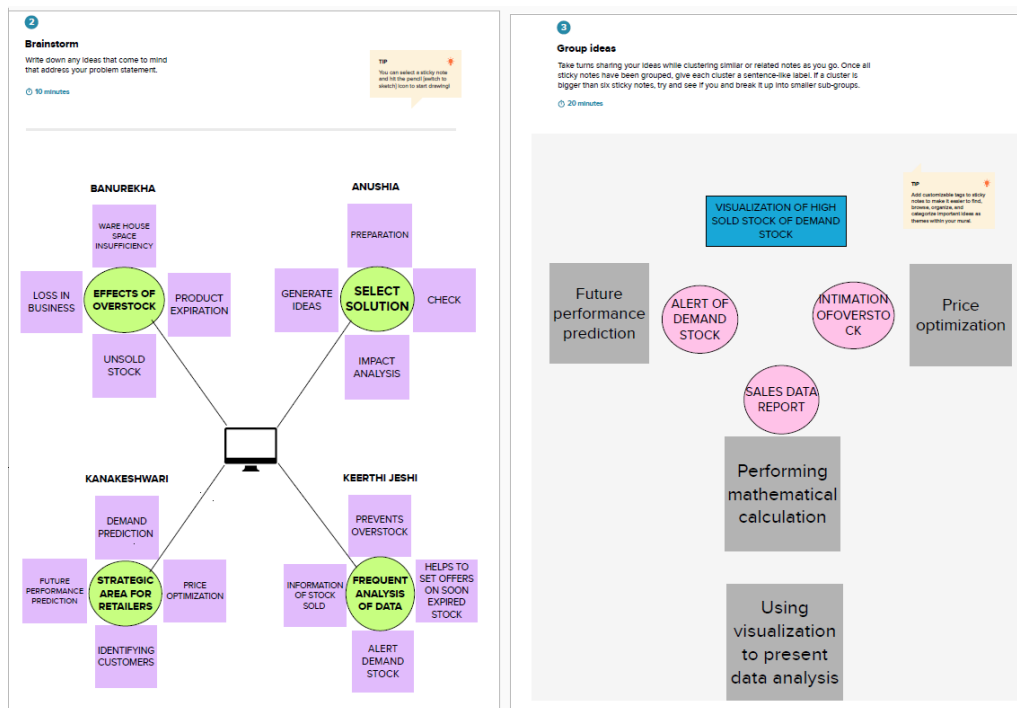 2
Brainstorm
Write down any ideas that come to mind
that address your problem statement.
10 minutes
TIP
You can select a sticky note
and hit the pencil [switch to
sketch] icon to start drawing!
BANUREKHA
WARE HOUSE
SPACE
INSUFFICIENCY
LOSS IN
BUSINESS
EFFECTS OF
OVERSTOCK
PRODUCT
EXPIRATION
UNSOLD
STOCK
ANUSHIA
PREPARATION
GENERATE
IDEAS
SELECT
SOLUTION
CHECK
IMPACT
ANALYSIS
KANAKESHWARI
DEMAND
PREDICTION
FUTURE
PERFORMANCE
PREDICTION
STRATEGIC
AREA FOR
RETAILERS
PRICE
OPTIMIZATION
IDENTIFYING
CUSTOMERS
KEERTHI JESHI
PREVENTS
OVERSTOCK
INFORMATION
OF STOCK
SOLD
FREQUENT
ANALYSIS
OF DATA
HELPS TO
SET OFFERS
ON SOON
EXPIRED
STOCK
ALERT
DEMAND
STOCK
3
Group ideas
Take turns sharing your ideas while clustering similar or related notes as you go. Once all
sticky notes have been grouped, give each cluster a sentence-like label. If a cluster is
bigger than six sticky notes, try and see if you and break it up into smaller sub-groups.
20 minutes
TIP
Add customizable tags to sticky
notes to make it easier to find,
browse, organize, and
categorize important ideas as
themes within your mural.
VISUALIZATION OF HIGH
SOLD STOCK OF DEMAND
STOCK
Future
performance
prediction
ALERT OF
DEMAND
STOCK
INTIMATION
OFOVERSTO
CK
Price
optimization
SALES DATA
REPORT
Performing
mathematical
calculation
Using
visualization
to present
data analysis